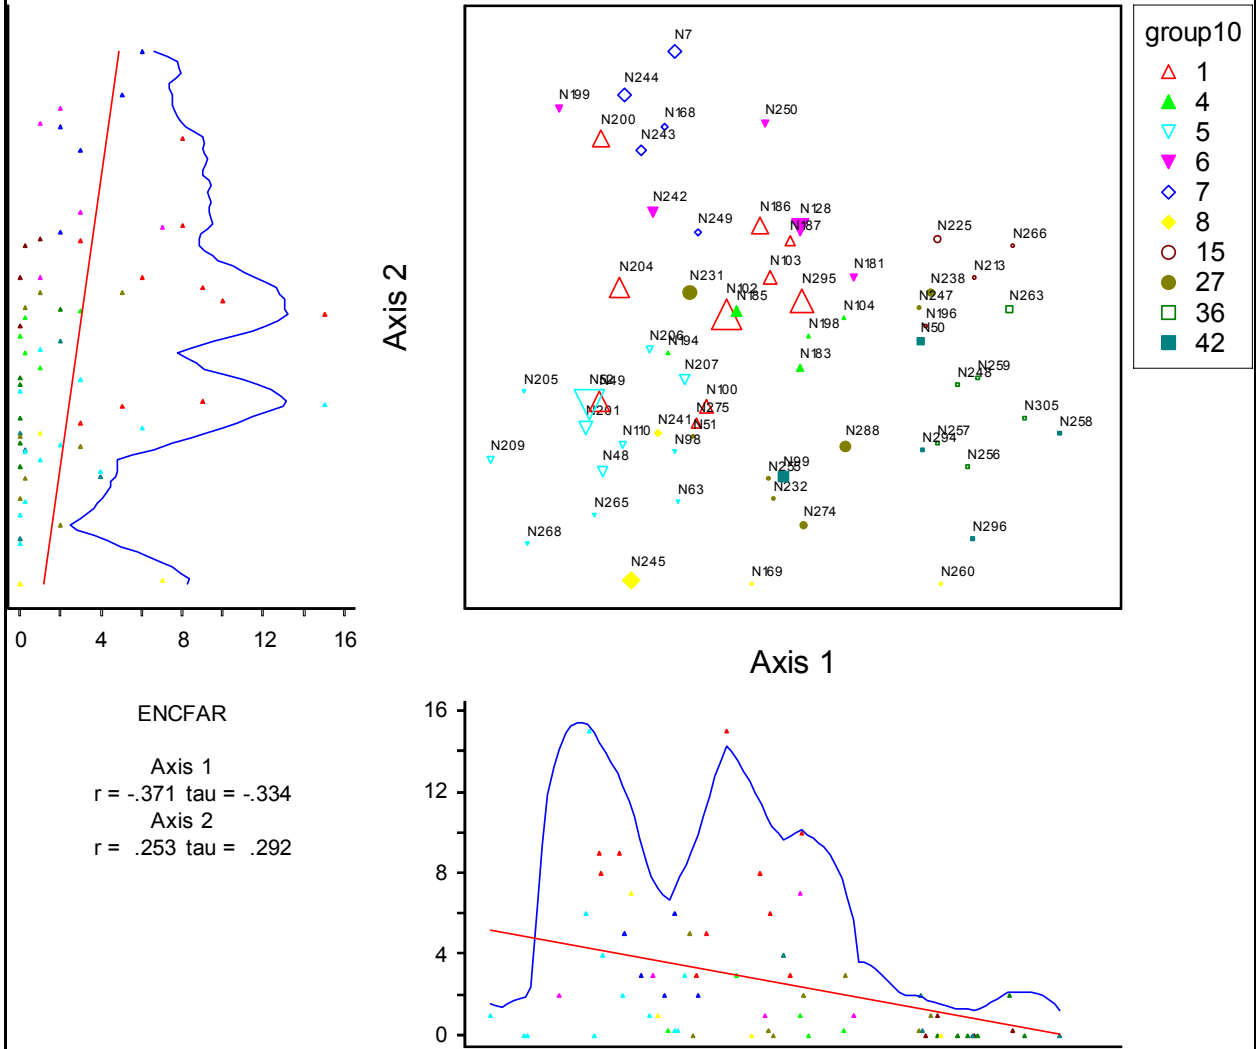 group10
1
4
5
6
7
8
15
27
36
42
N7
N244
N199
N168
N250
N200
N243
N242
N186
N128
N249
N187
N225
N266
N204
N231
N103
N181
N213
N102
N295
N238
N263
N185
N104
N247
N198
N196
N50
N206
N194
N183
N207
N259
N248
N205
N52
N49
N100
N201
N241
N275
N305
N51
N258
N110
N98
N288
N257
N294
N209
N48
N99
N256
N232
N63
N265
N274
N268
N296
N245
N169
N260
Axis 2
0 4 8 12 16
Axis 1
ENCFAR
Axis 1
r = -.371 tau = -.334
Axis 2
r = .253 tau = .292
16
12
8
4
0